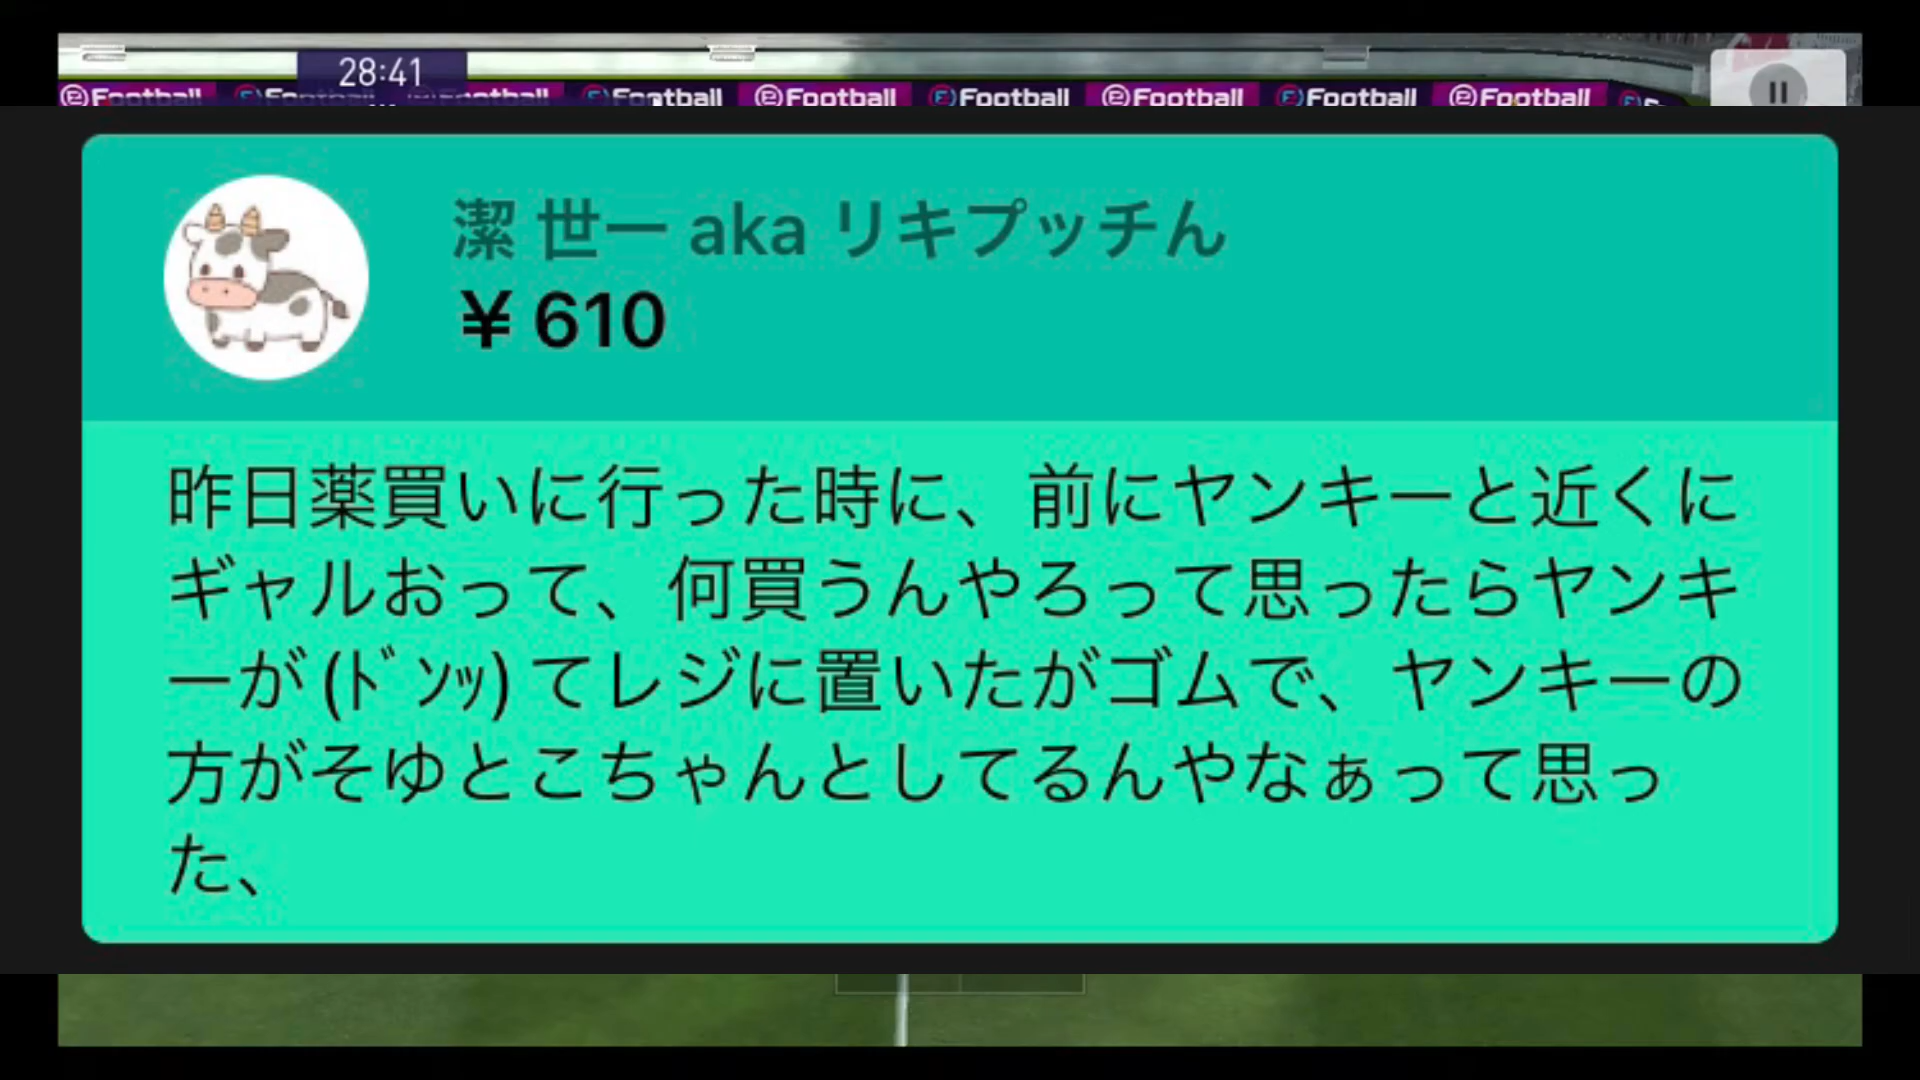 28:41
eFootball eFootball eFootball eFootball eFootball eFootball eFootball eFootball eFootball
潔 世一 aka リキプッチん
¥ 610
昨日薬買いに行った時に、前にヤンキーと近くに
ギャルおって、何買うんやろって思ったらヤンキ
ーが(ﾄﾞﾝｯ)てレジに置いたがゴムで、ヤンキーの
方がそゆとこちゃんとしてるんやなぁって思っ
た、